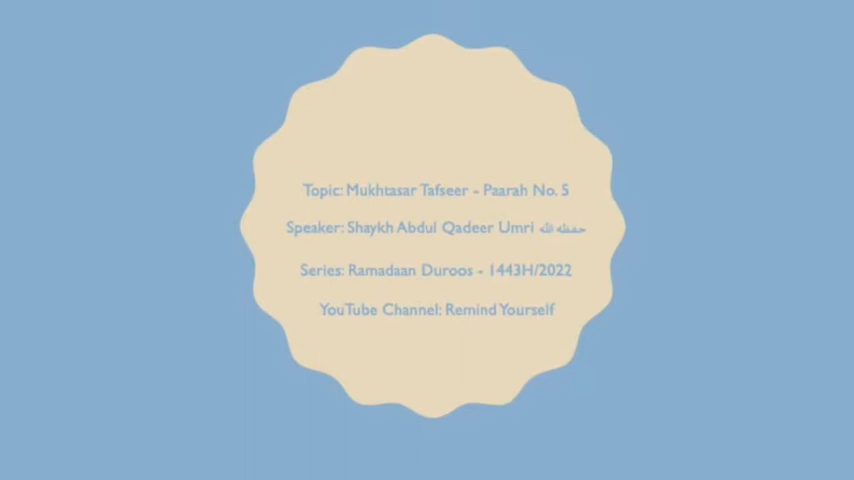 Topic: Mukhtasar Tafseer - Paarah No. 5
Speaker: Shaykh Abdul Qadeer Umri حفظه الله
Series: Ramadaan Duroos - 1443H/2022
YouTube Channel: Remind Yourself